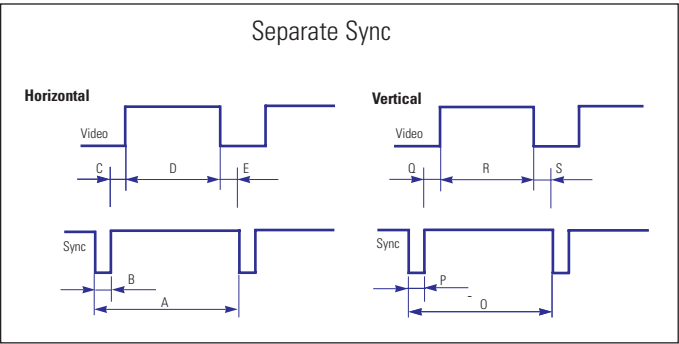 Separate Sync
Horizontal
Video
C D E
Sync
B
A
Vertical
Video
Q R S
Sync
P
O